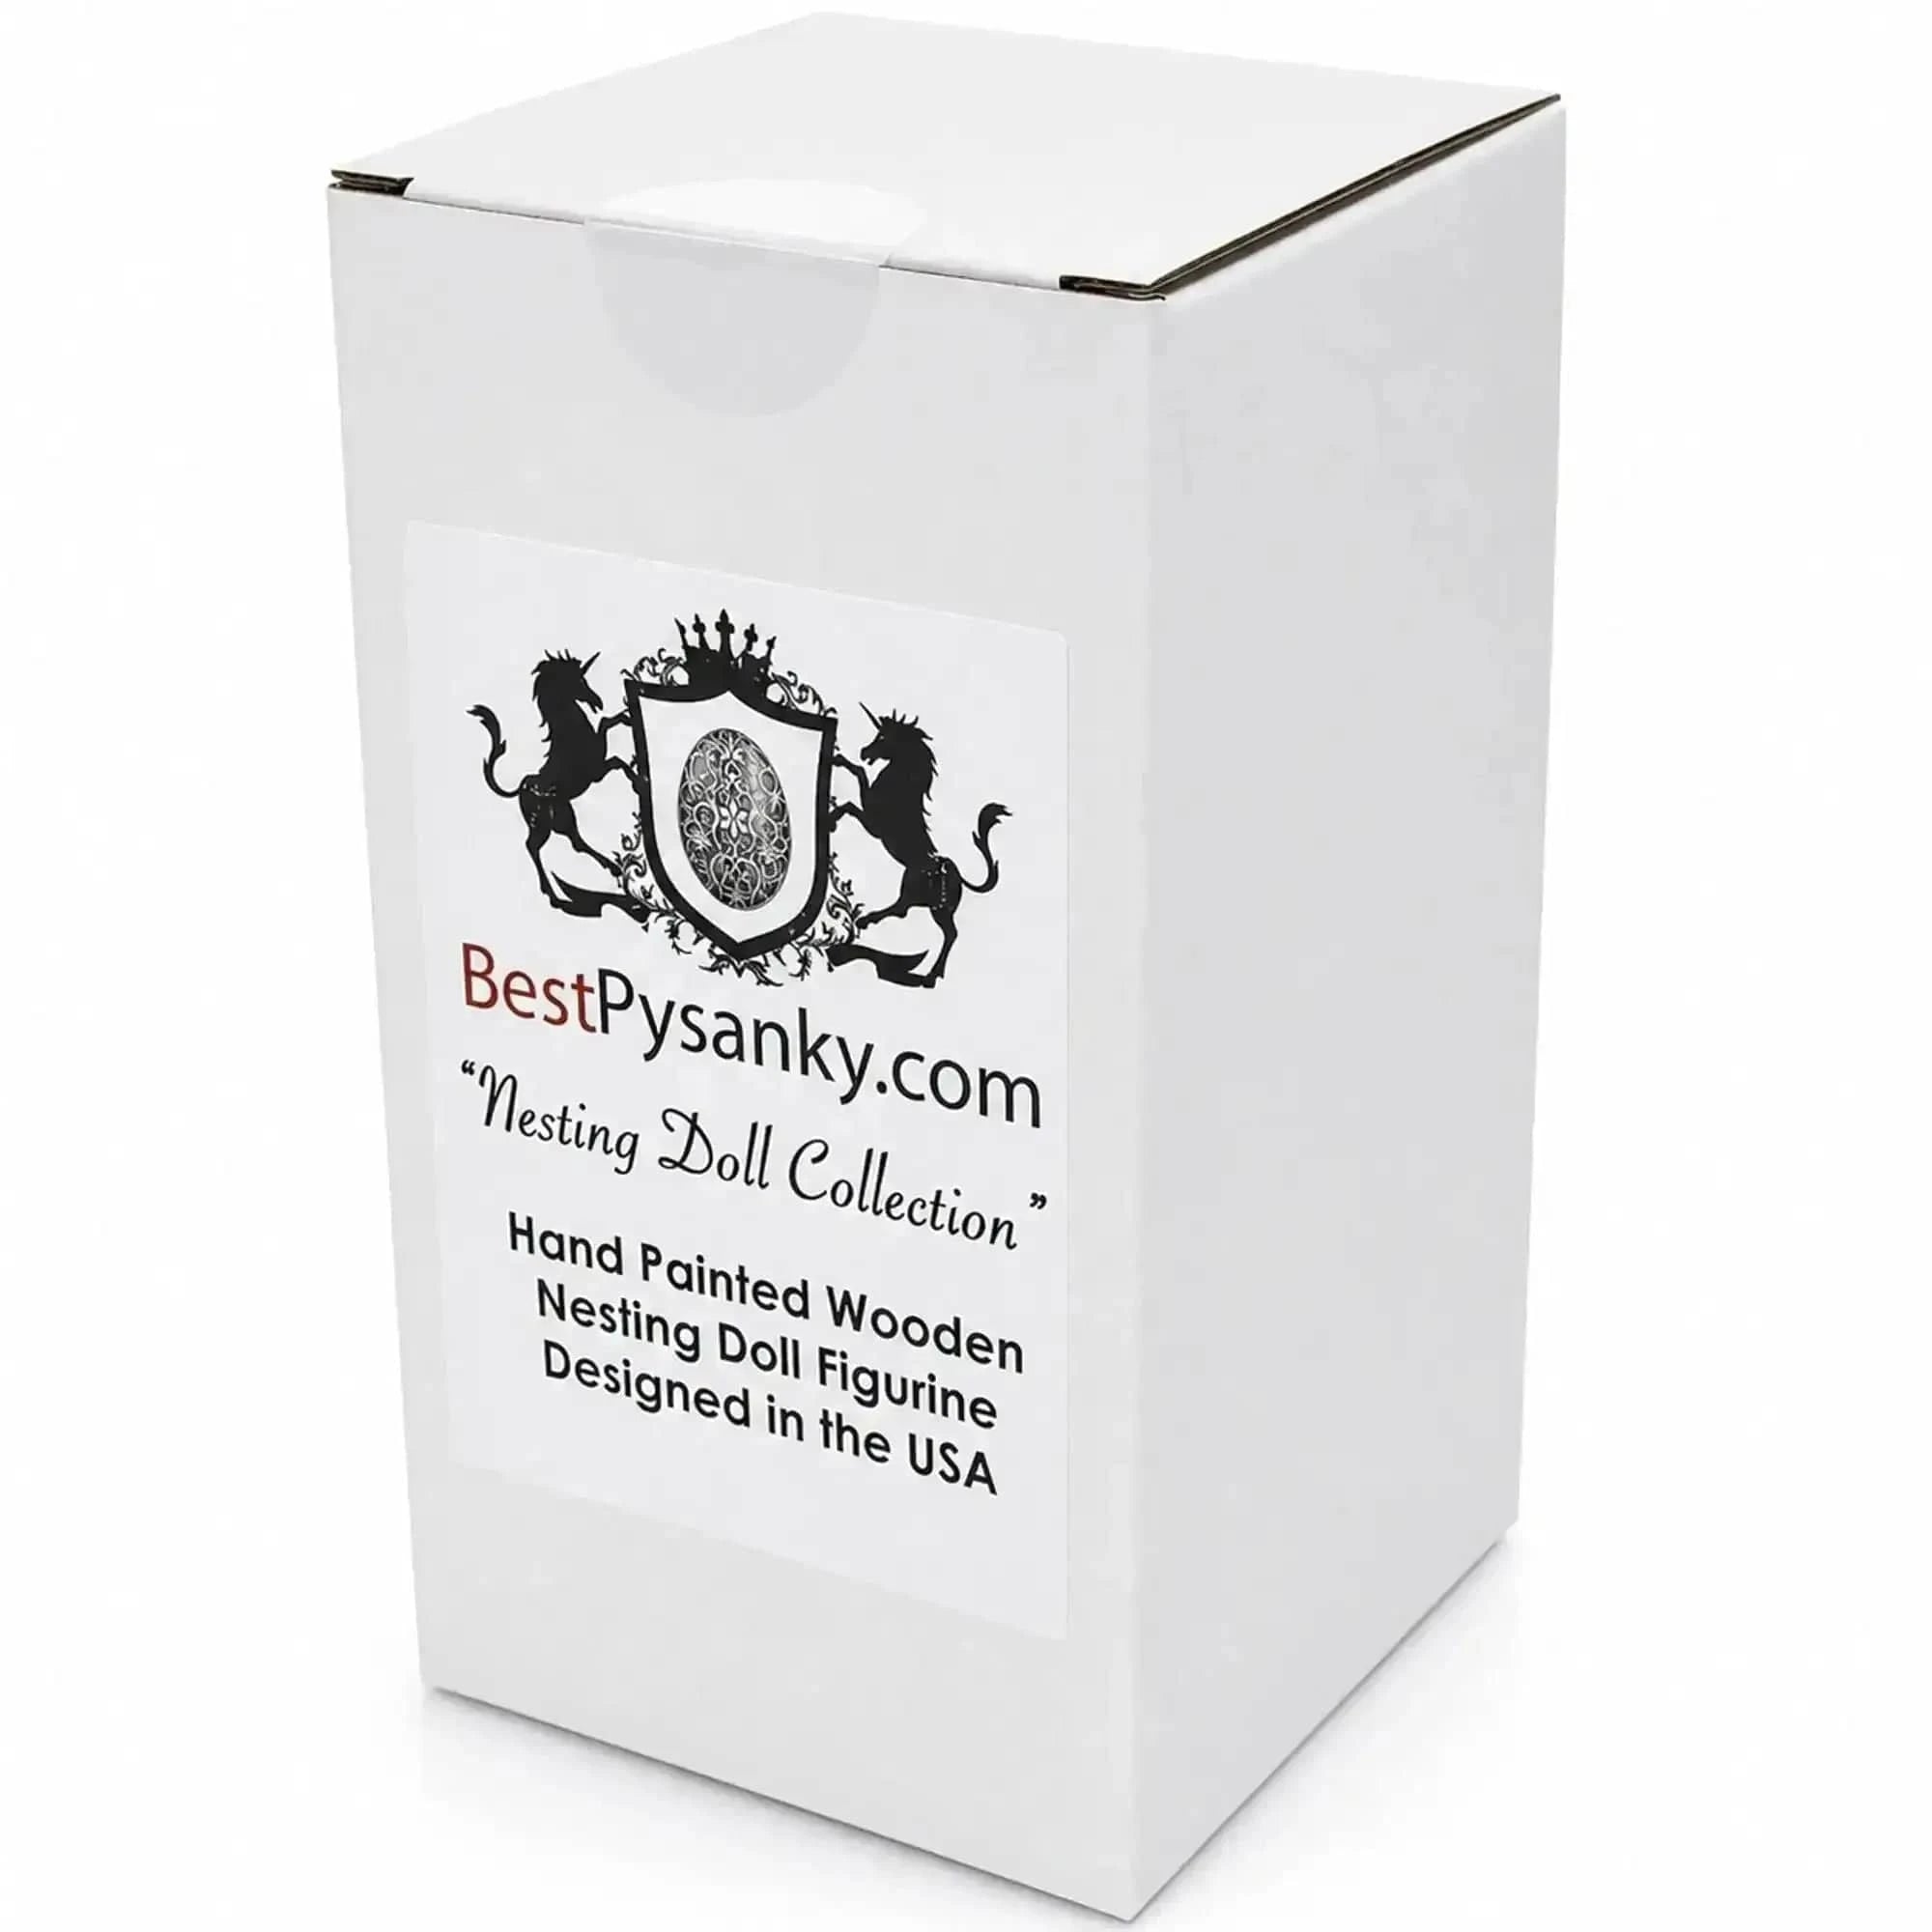 BestPysanky.com
“Nesting Doll Collection”
Hand Painted Wooden
Nesting Doll Figurine
Designed in the USA